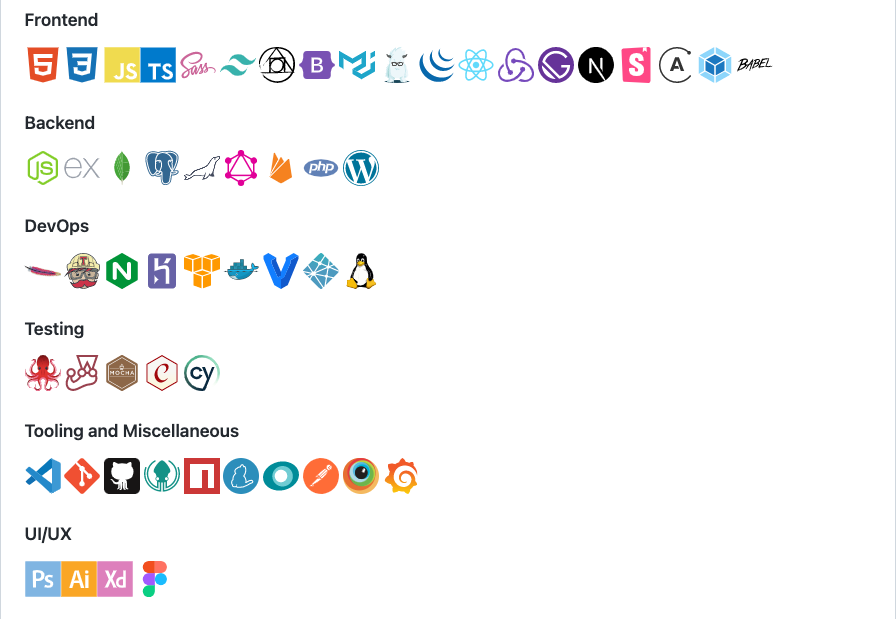 Frontend
5 3 JS TS Sass B G N S A BABEL
Backend
JS ex php W
DevOps
T N
Testing
MOCHA C cy
Tooling and Miscellaneous
n
UI/UX
Ps Ai Xd